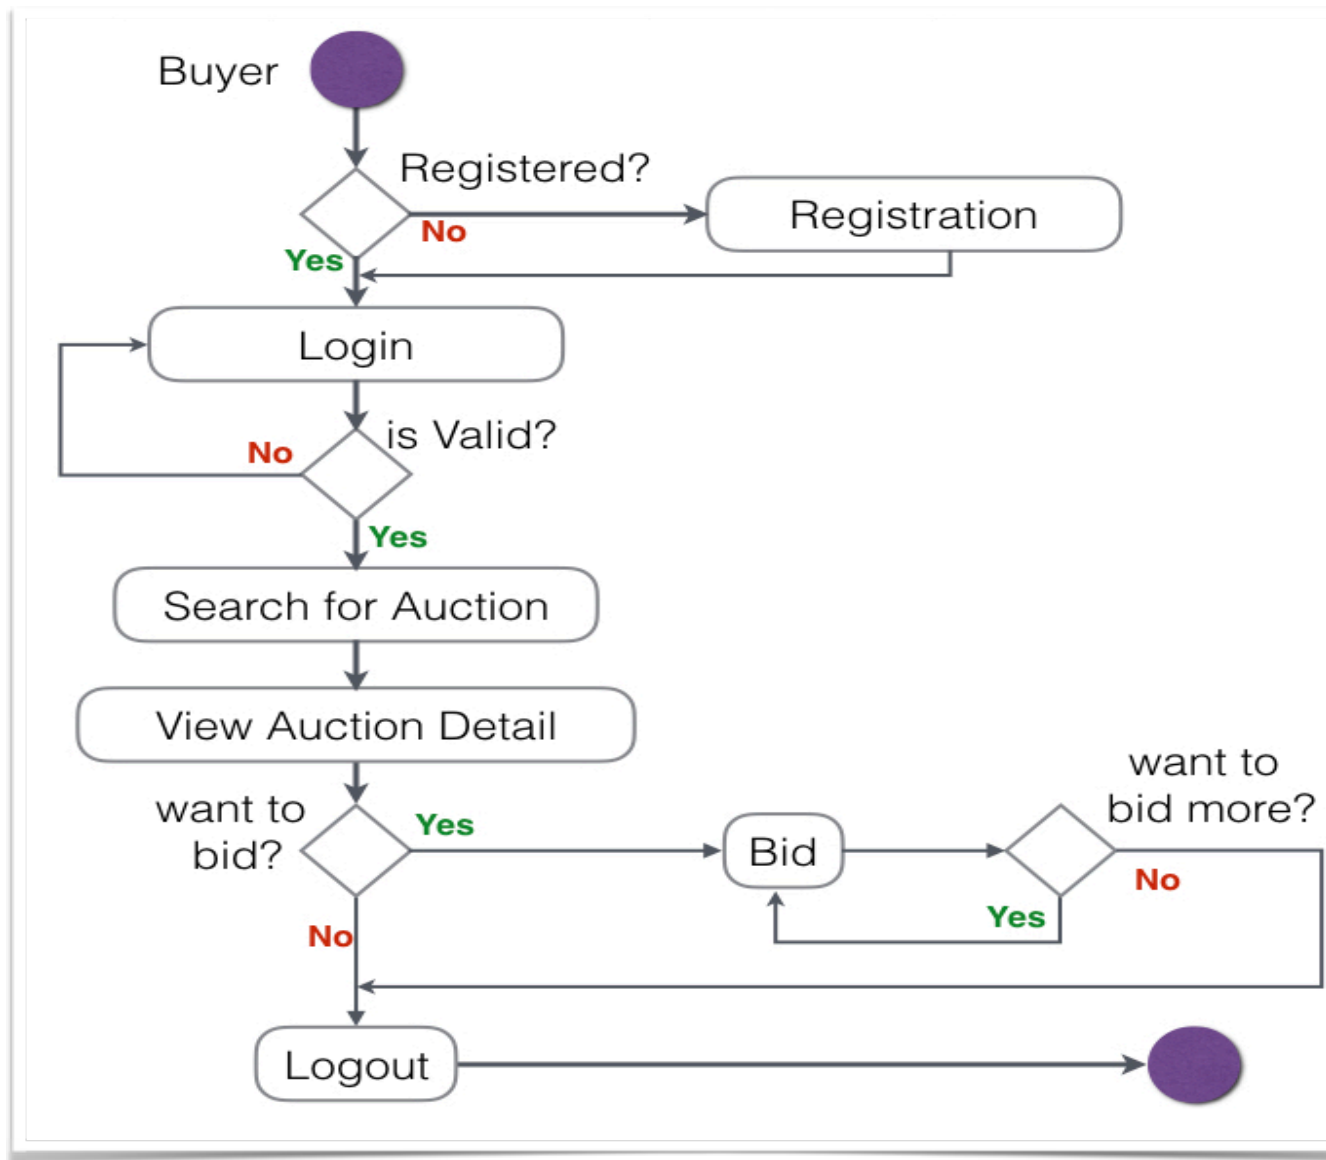 Buyer
Registered?
No
Registration
Yes
Login
is Valid?
No
Yes
Search for Auction
View Auction Detail
want to
bid?
Yes
Bid
want to
bid more?
No
Yes
No
Logout